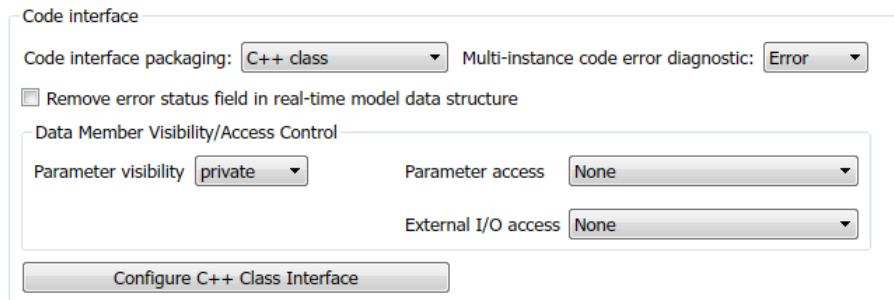 Code interface
Code interface packaging: C++ class Multi-instance code error diagnostic: Error
Remove error status field in real-time model data structure
Data Member Visibility/Access Control
Parameter visibility private Parameter access None
External I/O access None
Configure C++ Class Interface